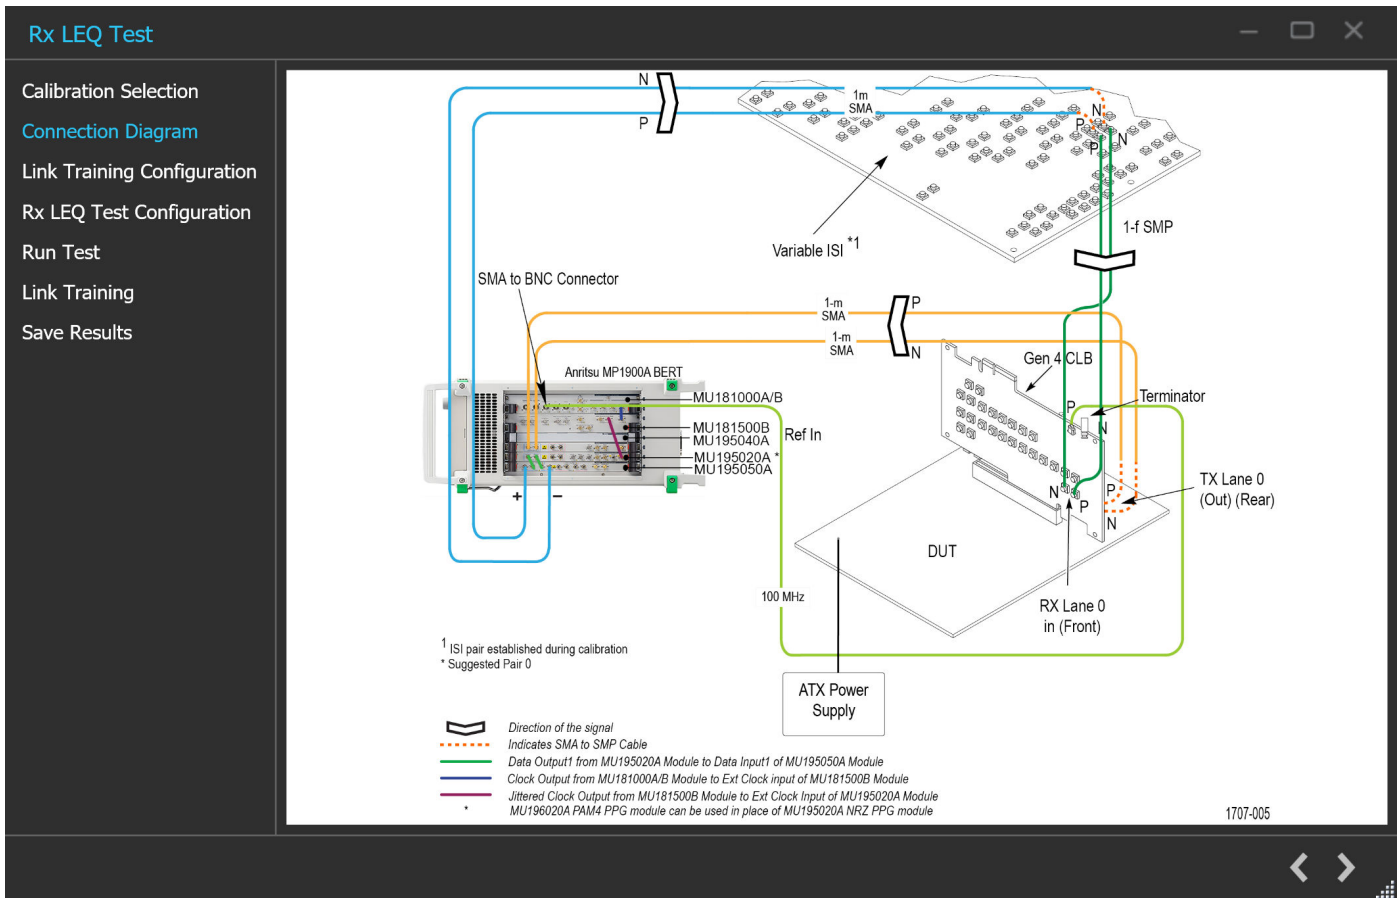 Rx LEQ Test
Calibration Selection
Connection Diagram
Link Training Configuration
Rx LEQ Test Configuration
Run Test
Link Training
Save Results
N
P
1m
SMA
N
P
P
N
Variable ISI *1
1-f SMP
SMA to BNC Connector
1-m
SMA
P
1-m
SMA
N
Gen 4 CLB
Anritsu MP1900A BERT
MU181000A/B
MU181500B
MU195040A
MU195020A *
MU195050A
Ref In
P
Terminator
N
N
P
P
N
TX Lane 0
(Out) (Rear)
+
−
DUT
100 MHz
RX Lane 0
in (Front)
1 ISI pair established during calibration
* Suggested Pair 0
ATX Power
Supply
Direction of the signal
Indicates SMA to SMP Cable
Data Output1 from MU195020A Module to Data Input1 of MU195050A Module
Clock Output from MU181000A/B Module to Ext Clock input of MU181500B Module
Jittered Clock Output from MU181500B Module to Ext Clock Input of MU195020A Module
* MU196020A PAM4 PPG module can be used in place of MU195020A NRZ PPG module
1707-005